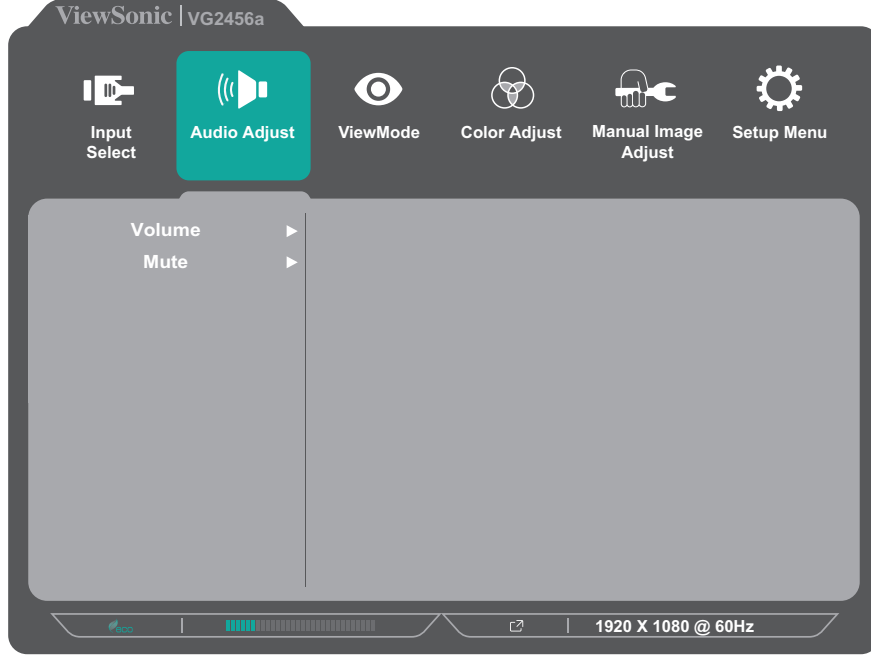 ViewSonic | VG2456a
Input
Select
Audio Adjust
ViewMode
Color Adjust
Manual Image
Adjust
Setup Menu
Volume
Mute
eco
1920 X 1080 @ 60Hz